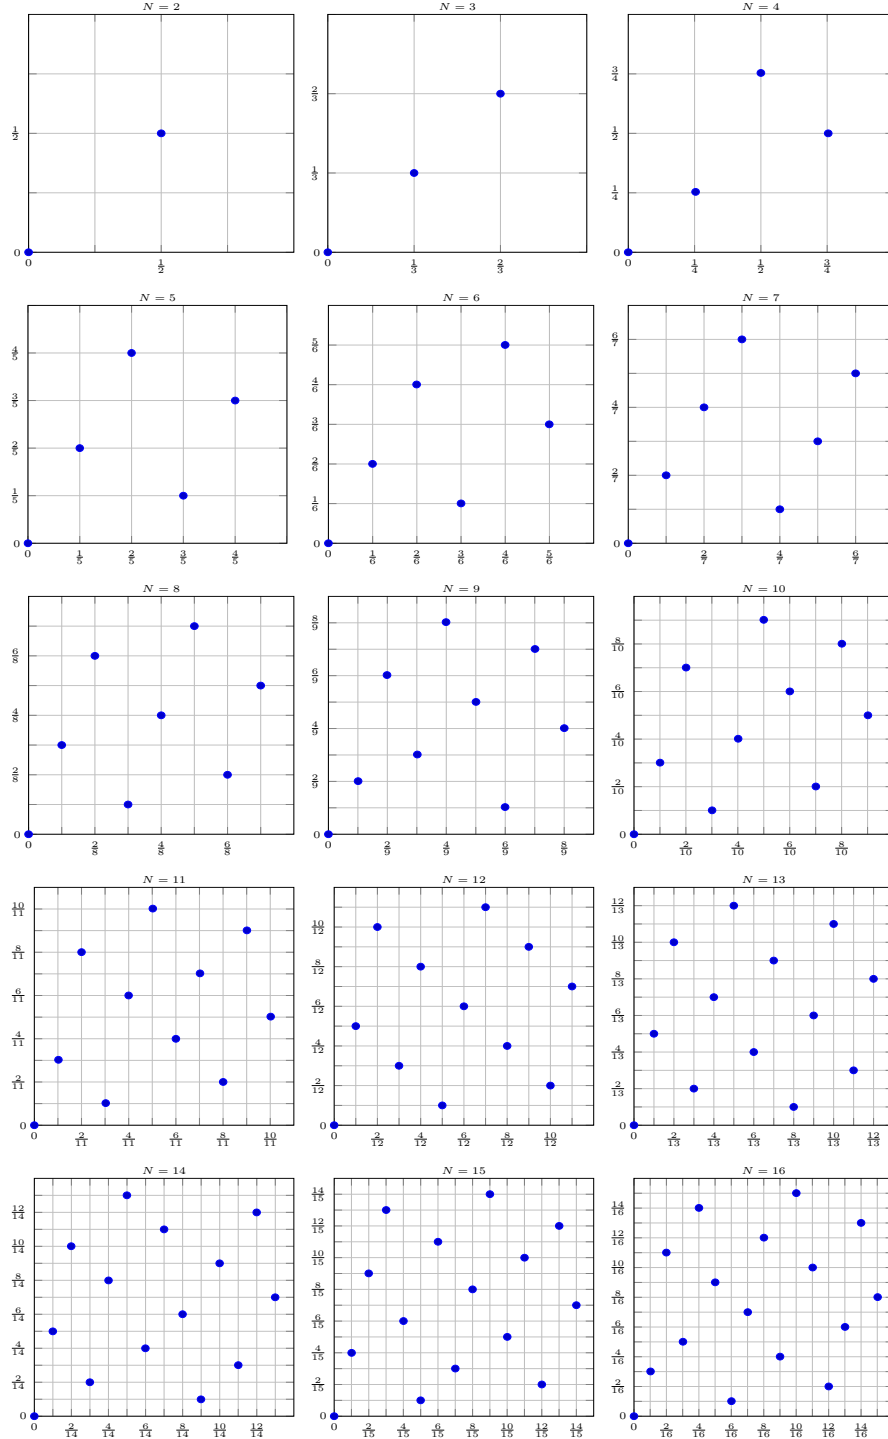 N = 2
1/2
0
0 1/2
N = 3
2/3
1/3
0
0 1/3 2/3
N = 4
3/4
1/2
1/4
0
0 1/4 1/2 3/4
N = 5
4/5
3/5
2/5
1/5
0
0 1/5 2/5 3/5 4/5
N = 6
5/6
4/6
3/6
2/6
1/6
0
0 1/6 2/6 3/6 4/6 5/6
N = 7
6/7
4/7
2/7
0
0 2/7 4/7 6/7
N = 8
6/8
4/8
2/8
0
0 2/8 4/8 6/8
N = 9
8/9
6/9
4/9
2/9
0
0 2/9 4/9 6/9 8/9
N = 10
8/10
6/10
4/10
2/10
0
0 2/10 4/10 6/10 8/10
N = 11
10/11
8/11
6/11
4/11
2/11
0
0 2/11 4/11 6/11 8/11 10/11
N = 12
10/12
8/12
6/12
4/12
2/12
0
0 2/12 4/12 6/12 8/12 10/12
N = 13
12/13
10/13
8/13
6/13
4/13
2/13
0
0 2/13 4/13 6/13 8/13 10/13 12/13
N = 14
12/14
10/14
8/14
6/14
4/14
2/14
0
0 2/14 4/14 6/14 8/14 10/14 12/14
N = 15
14/15
12/15
10/15
8/15
6/15
4/15
2/15
0
0 2/15 4/15 6/15 8/15 10/15 12/15 14/15
N = 16
14/16
12/16
10/16
8/16
6/16
4/16
2/16
0
0 2/16 4/16 6/16 8/16 10/16 12/16 14/16